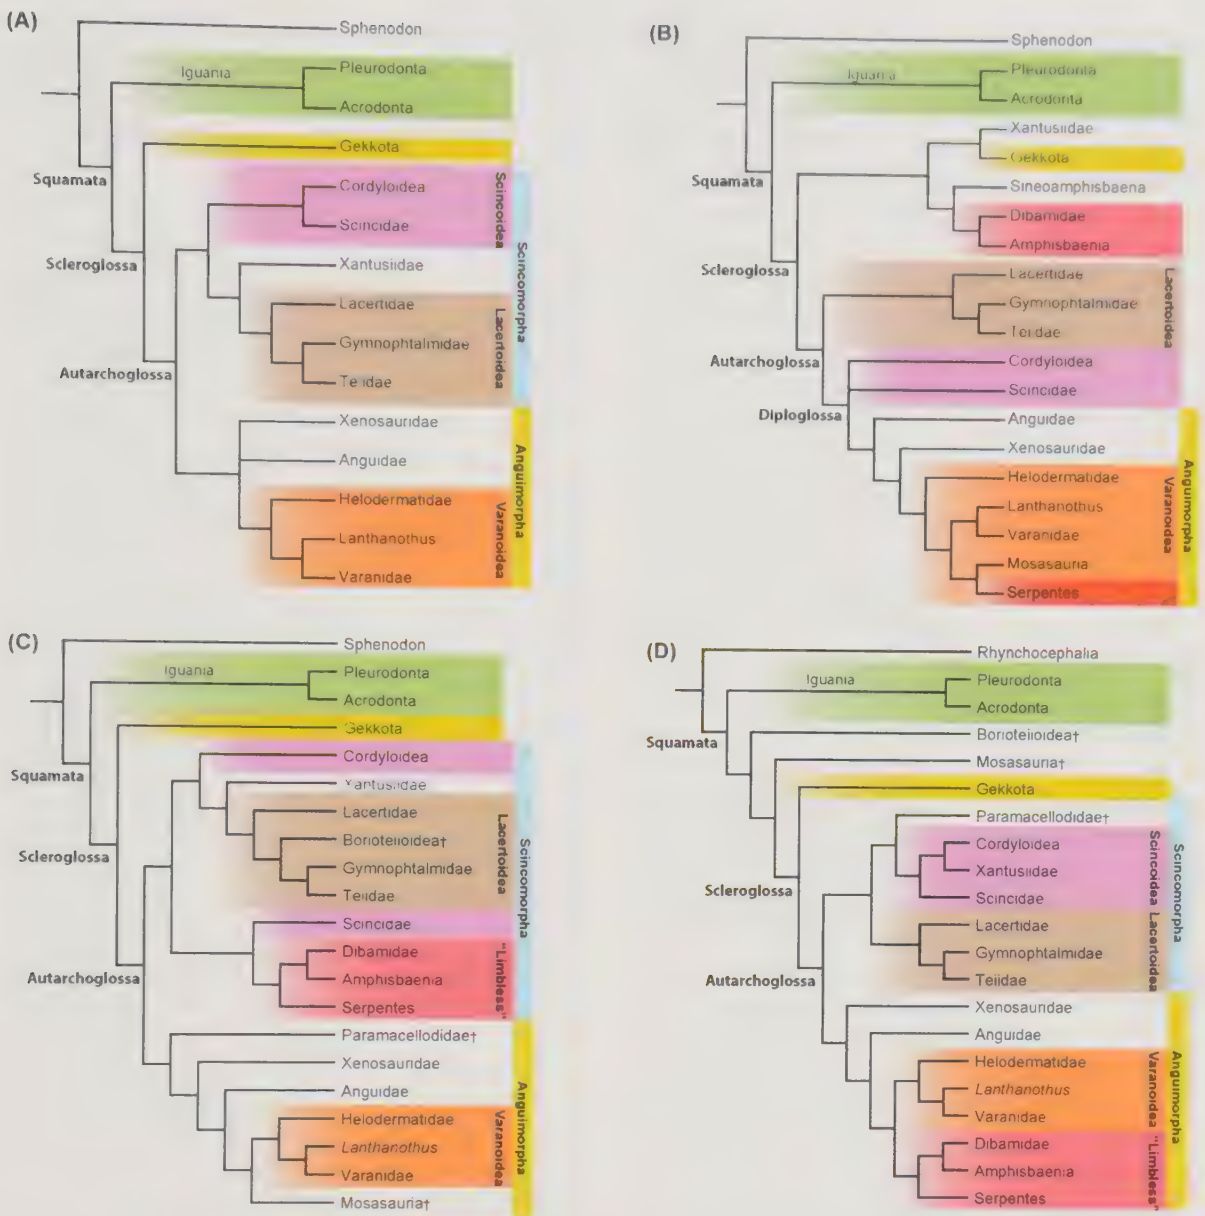 (A)
Sphenodon
Iguania
Pleurodonta
Acrodonta
Gekkota
Squamata
Cordyloidea
Scincidae
Scincoidea
Scleroglossa
Xantusiidae
Lacertidae
Gymnophtalmidae
Teiidae
Lacertoidea
Scincomorpha
Autarchoglossa
Xenosauridae
Anguidae
Helodermatidae
Lanthanothus
Varanidae
Varanoidea
Anguimorpha
(B)
Sphenodon
Iguania
Pleurodonta
Acrodonta
Xantusiidae
Gekkota
Squamata
Sineoamphisbaena
Dibamidae
Amphisbaenia
Scleroglossa
Lacertidae
Gymnophtalmidae
Teiidae
Lacertoidea
Autarchoglossa
Cordyloidea
Scincidae
Diploglossa
Anguidae
Xenosauridae
Helodermatidae
Lanthanothus
Varanidae
Mosasauria
Serpentes
Varanoidea
Anguimorpha
(C)
Sphenodon
Iguania
Pleurodonta
Acrodonta
Gekkota
Cordyloidea
Squamata
Xantusiidae
Lacertidae
Borioteiioidea†
Gymnophtalmidae
Teiidae
Lacertoidea
Scincomorpha
Scleroglossa
Scincidae
Dibamidae
Amphisbaenia
Serpentes
"Limbless"
Autarchoglossa
Paramacellodidae†
Xenosauridae
Anguidae
Helodermatidae
Lanthanothus
Varanidae
Varanoidea
Mosasauria†
Anguimorpha
(D)
Rhynchocephalia
Iguania
Pleurodonta
Acrodonta
Squamata
Borioteiioidea†
Mosasauria†
Gekkota
Paramacellodidae†
Cordyloidea
Xantusiidae
Scincidae
Scincoidea
Scleroglossa
Lacertidae
Gymnophtalmidae
Teiidae
Lacertoidea
Scincomorpha
Autarchoglossa
Xenosauridae
Anguidae
Helodermatidae
Lanthanothus
Varanidae
Varanoidea
Dibamidae
Amphisbaenia
Serpentes
"Limbless"
Anguimorpha